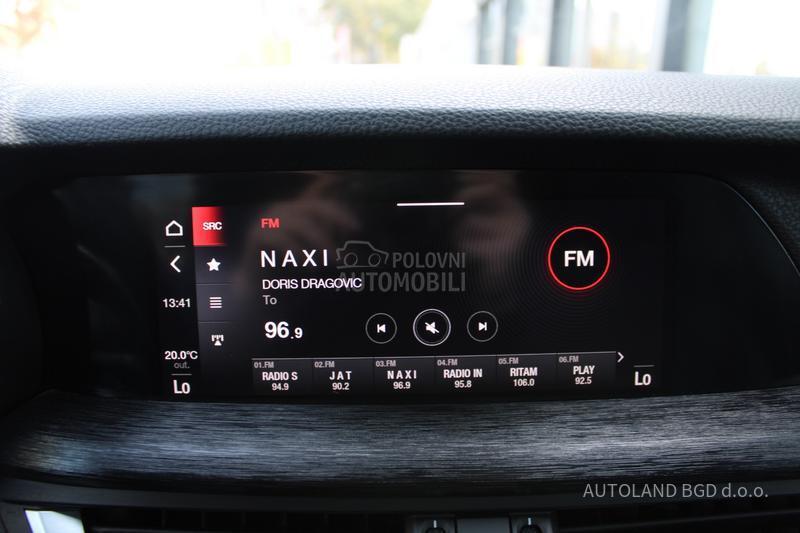 SRC
FM
NAXI
DORIS DRAGOVIC
To
96.9
FM
13:41
20.0°C
out.
Lo
01.FM
RADIO S
94.9
02.FM
JAT
90.2
03.FM
NAXI
96.9
04.FM
RADIO IN
95.8
05.FM
RITAM
106.0
06.FM
PLAY
92.5
Lo
POLOVNI
AUTOMOBILI
AUTOLAND BGD d.o.o.